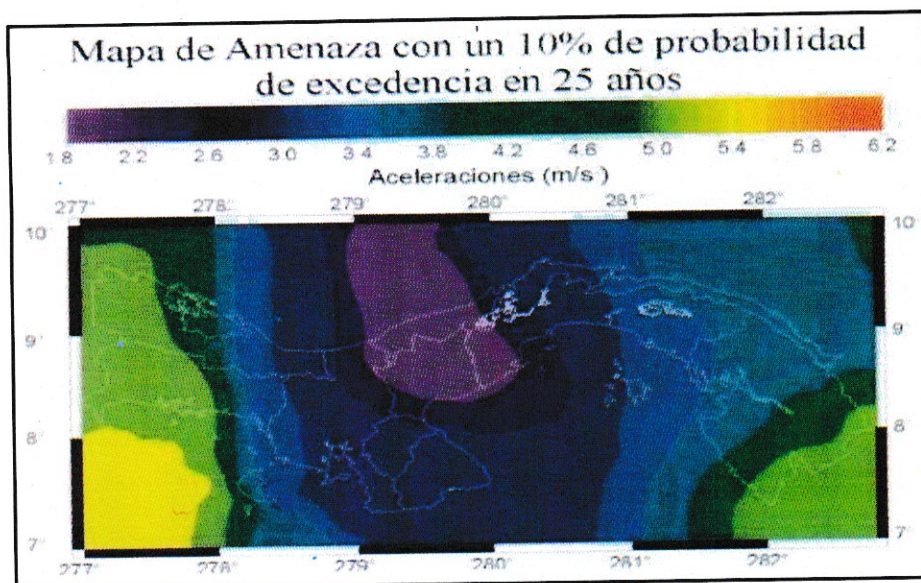 Mapa de Amenaza con un 10% de probabilidad
de excedencia en 25 años
1.8 2.2 2.6 3.0 3.4 3.8 4.2 4.6 5.0 5.4 5.8 6.2
Aceleraciones (m/s )
277° 278° 279° 280° 281° 282°
10° 10°
9° 9°
8° 8°
7° 7°
277° 278° 279° 280° 281° 282°